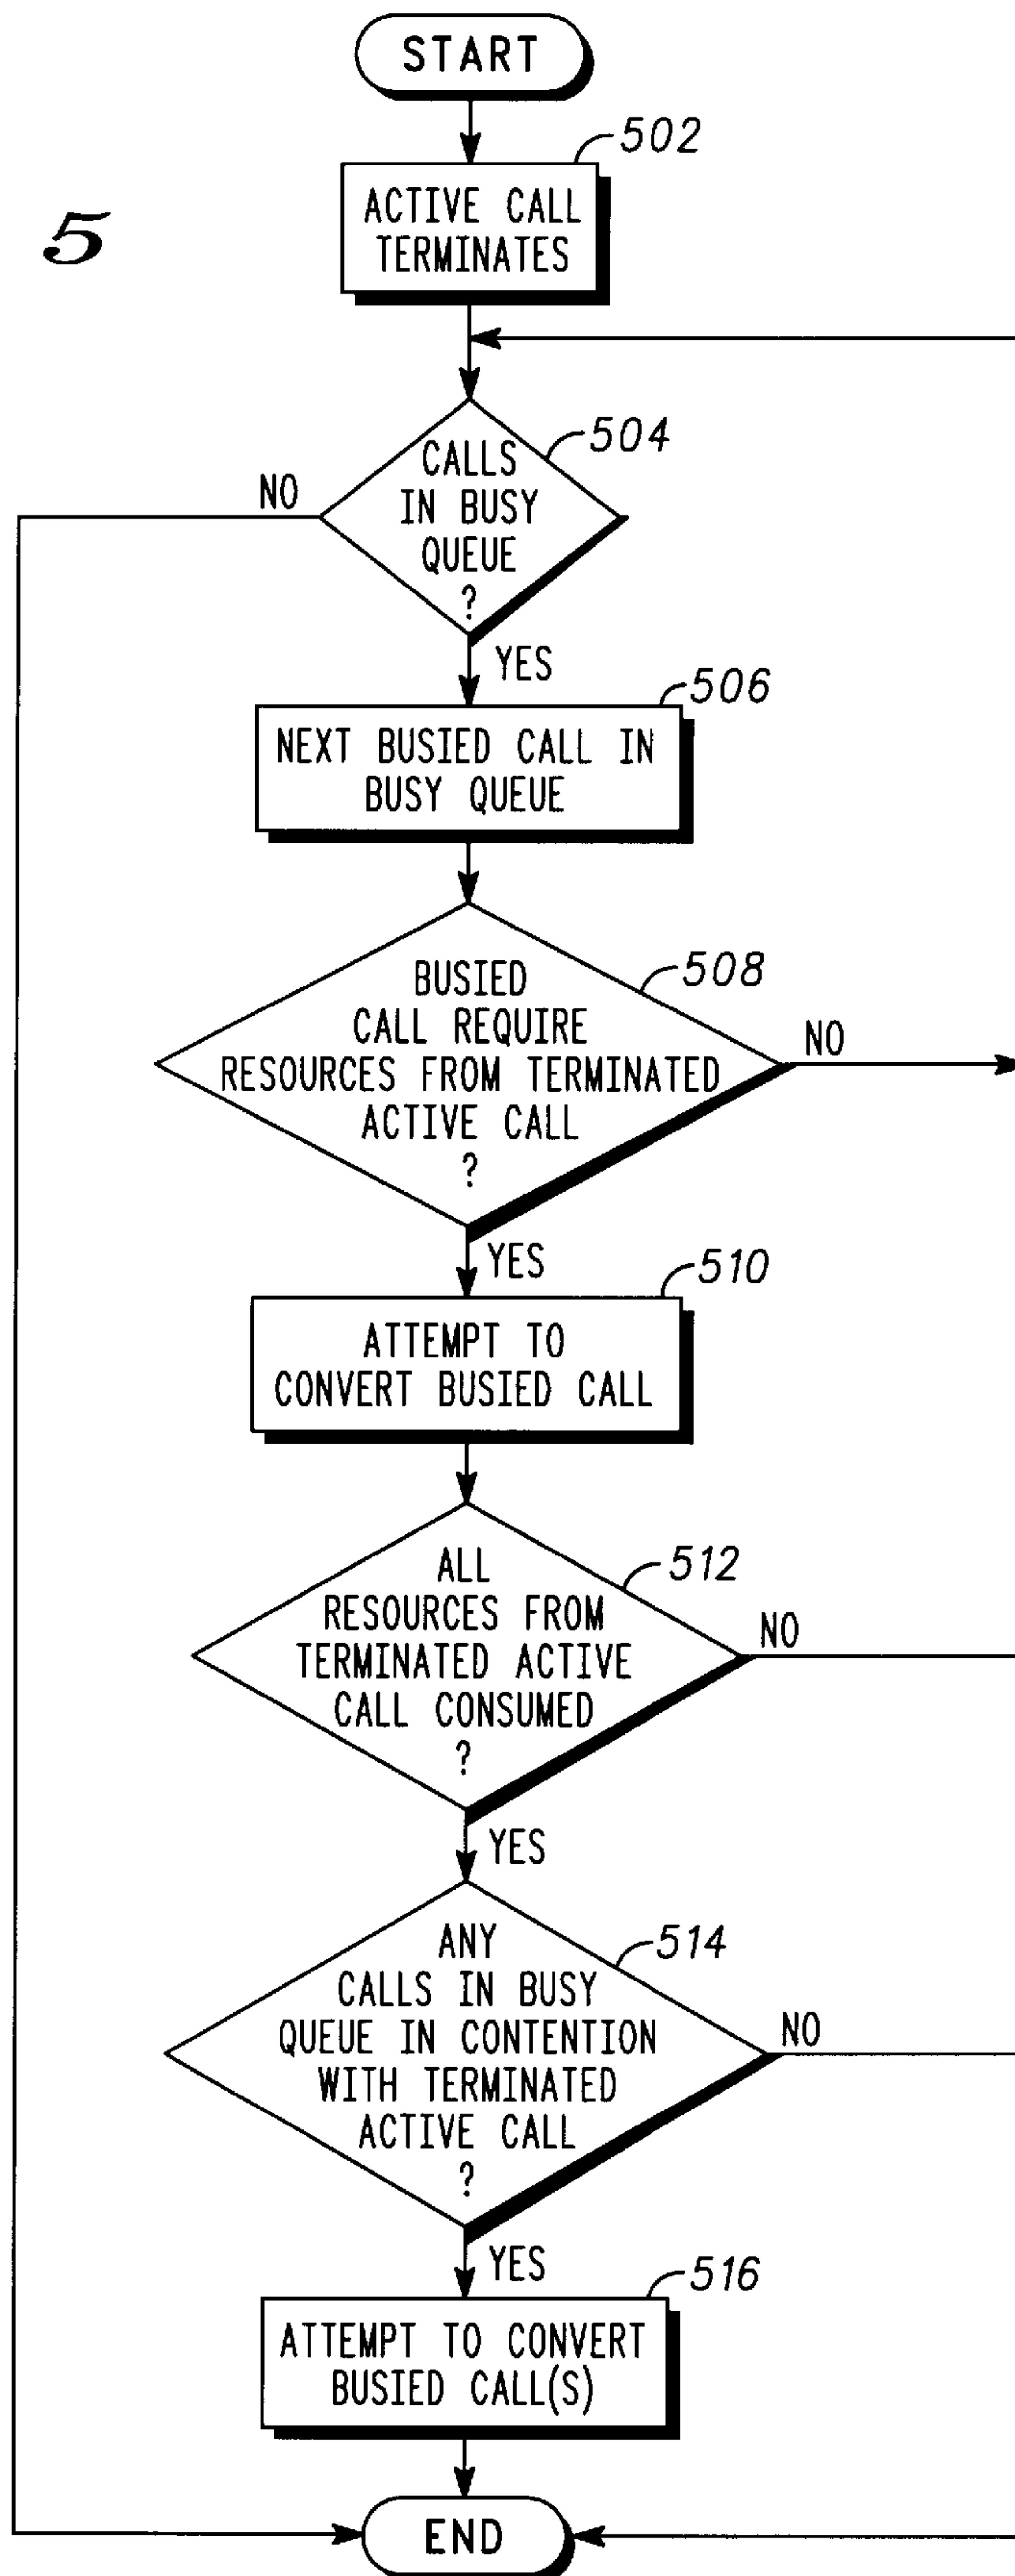 START
502
ACTIVE CALL
TERMINATES
5
504
CALLS
IN BUSY
QUEUE
?
NO
YES
506
NEXT BUSIED CALL IN
BUSY QUEUE
508
BUSIED
CALL REQUIRE
RESOURCES FROM TERMINATED
ACTIVE CALL
?
NO
YES
510
ATTEMPT TO
CONVERT BUSIED CALL
512
ALL
RESOURCES FROM
TERMINATED ACTIVE
CALL CONSUMED
?
NO
YES
514
ANY
CALLS IN BUSY
QUEUE IN CONTENTION
WITH TERMINATED
ACTIVE CALL
?
NO
YES
516
ATTEMPT TO CONVERT
BUSIED CALL(S)
END